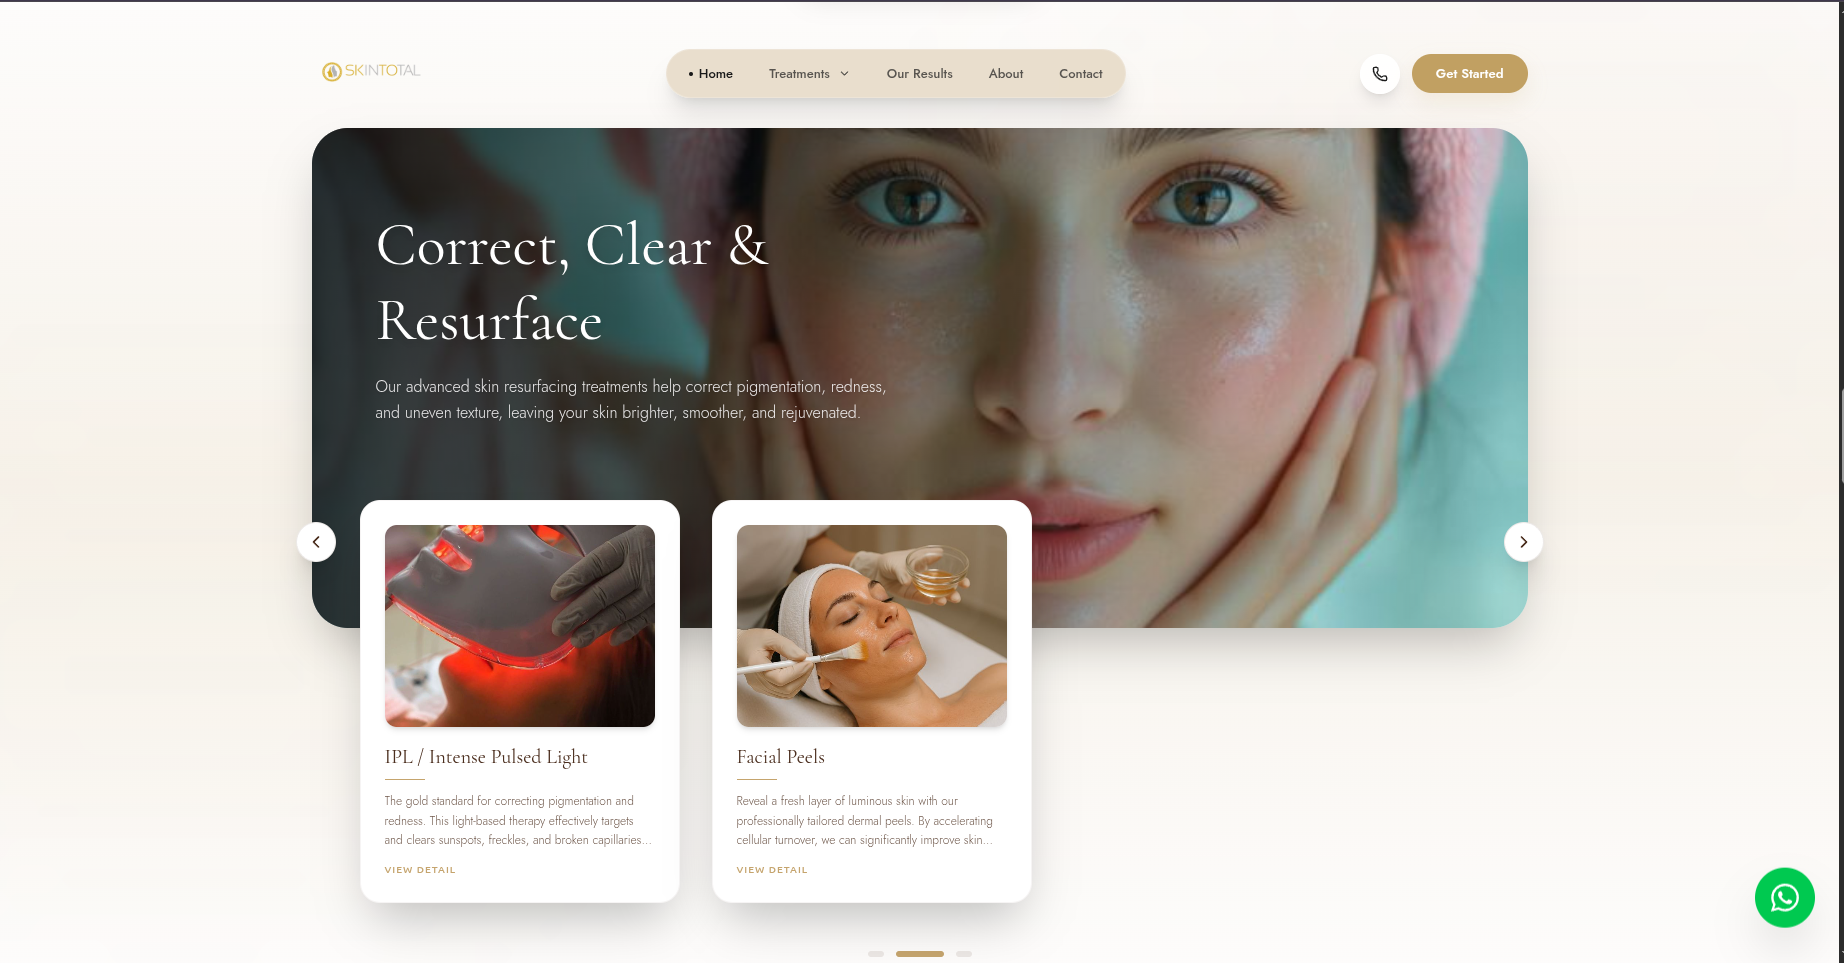 SKINTOTAL
Home
Treatments
Our Results
About
Contact
Get Started
Correct, Clear &
Resurface
Our advanced skin resurfacing treatments help correct pigmentation, redness,
and uneven texture, leaving your skin brighter, smoother, and rejuvenated.
IPL / Intense Pulsed Light
The gold standard for correcting pigmentation and
redness. This light-based therapy effectively targets
and clears sunspots, freckles, and broken capillaries...
VIEW DETAIL
Facial Peels
Reveal a fresh layer of luminous skin with our
professionally tailored dermal peels. By accelerating
cellular turnover, we can significantly improve skin...
VIEW DETAIL